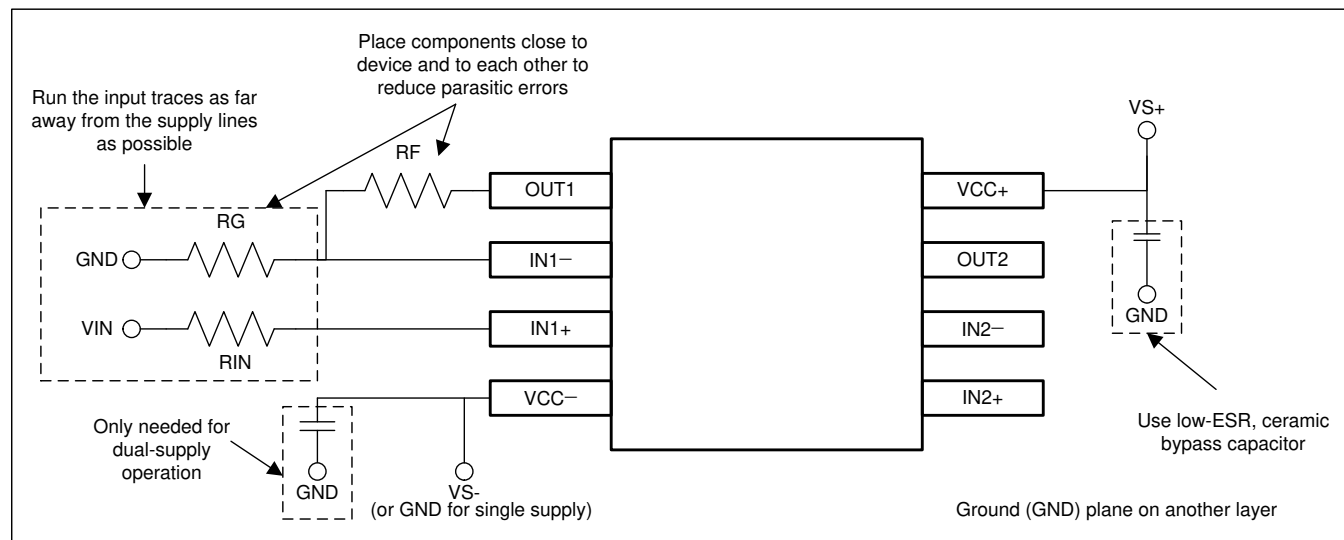 Place components close to
device and to each other to
reduce parasitic errors
Run the input traces as far
away from the supply lines
as possible
VS+
RF
OUT1
VCC+
RG
GND
IN1−
OUT2
GND
VIN
IN1+
IN2−
RIN
VCC−
IN2+
Only needed for
dual-supply
operation
Use low-ESR, ceramic
bypass capacitor
GND
VS-
(or GND for single supply)
Ground (GND) plane on another layer